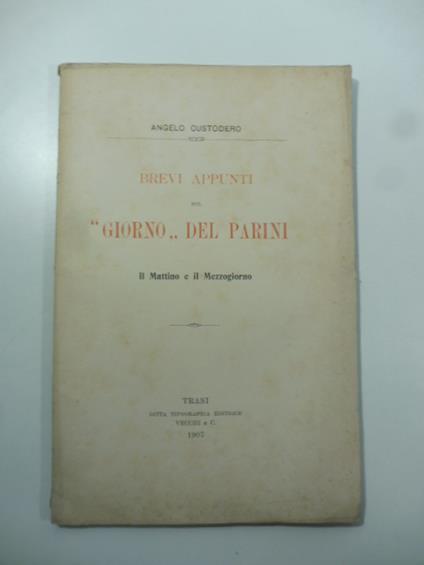 ANGELO CUSTODERO
BREVI APPUNTI
SUL
“GIORNO„ DEL PARINI
Il Mattino e il Mezzogiorno
TRANI
DITTA TIPOGRAFICA EDITRICE
VECCHI e C.
1907